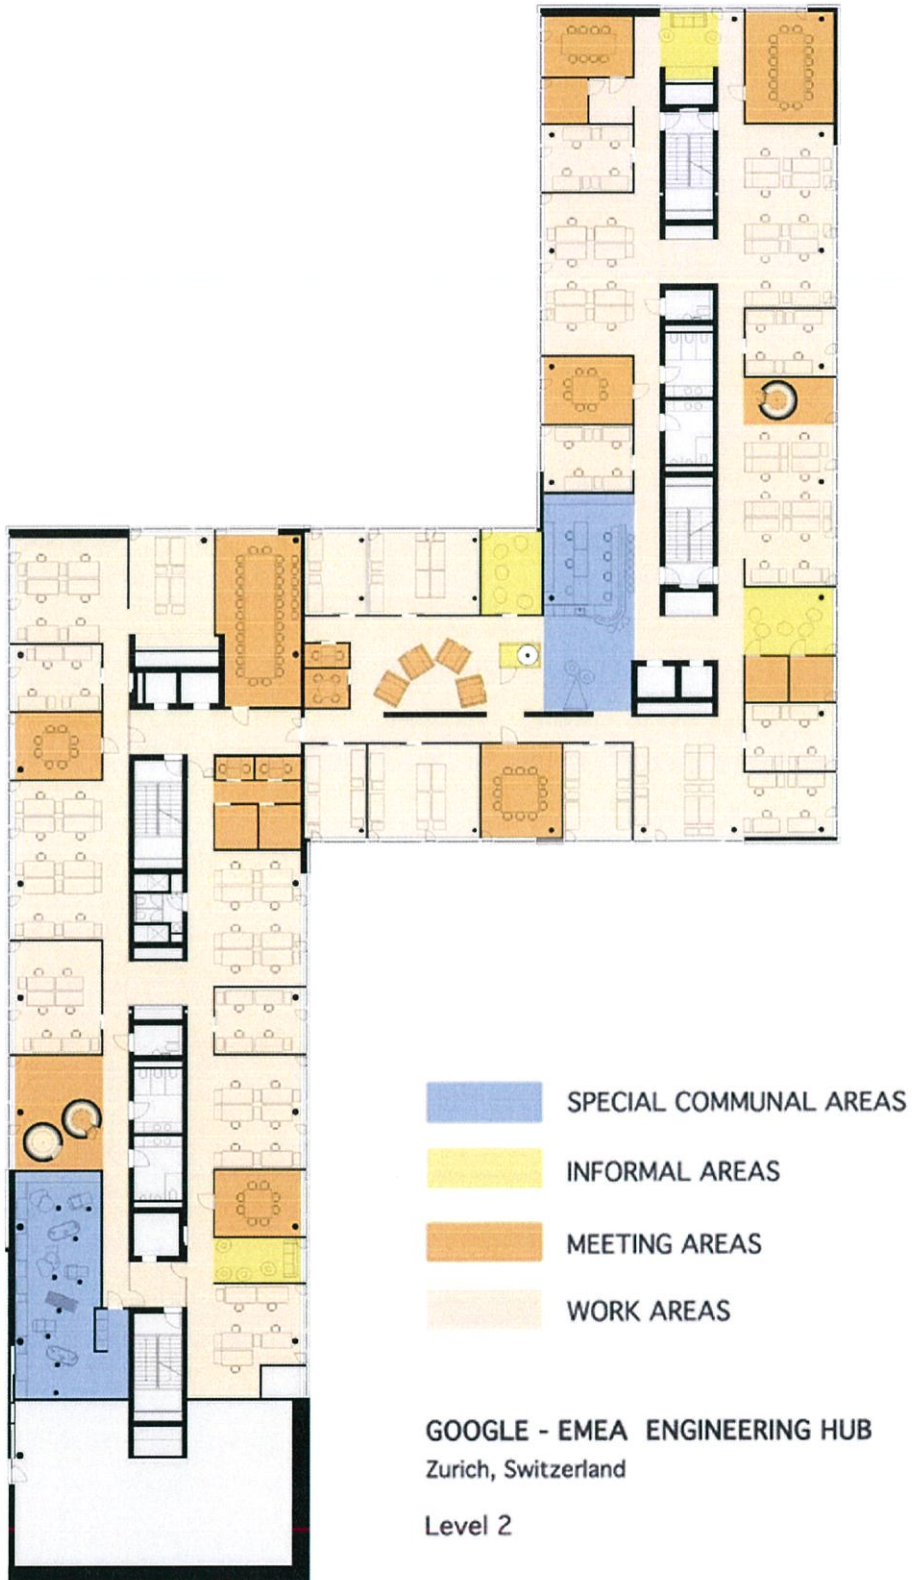 SPECIAL COMMUNAL AREAS
INFORMAL AREAS
MEETING AREAS
WORK AREAS
GOOGLE - EMEA ENGINEERING HUB
Zurich, Switzerland
Level 2